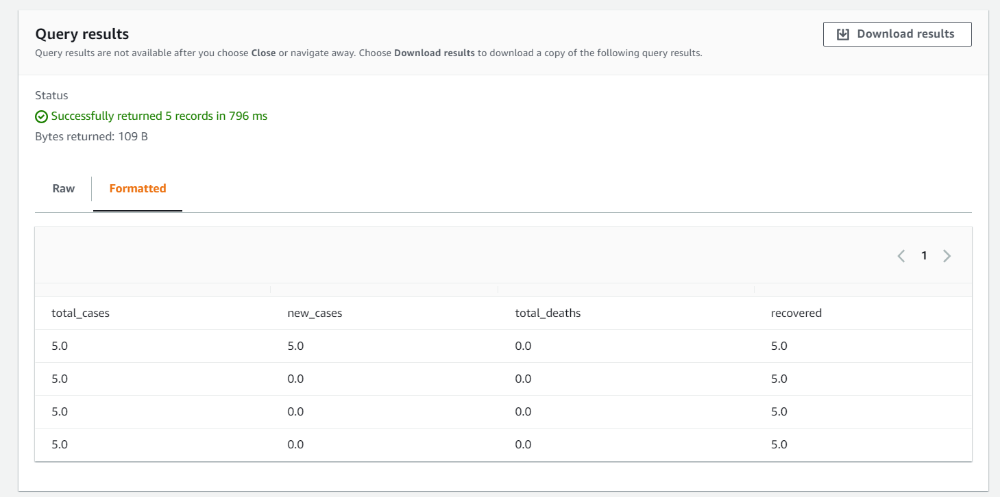 Query results
Download results
Query results are not available after you choose Close or navigate away. Choose Download results to download a copy of the following query results.
Status
Successfully returned 5 records in 796 ms
Bytes returned: 109 B
Raw
Formatted
1
total_cases new_cases total_deaths recovered
5.0 5.0 0.0 5.0
5.0 0.0 0.0 5.0
5.0 0.0 0.0 5.0
5.0 0.0 0.0 5.0